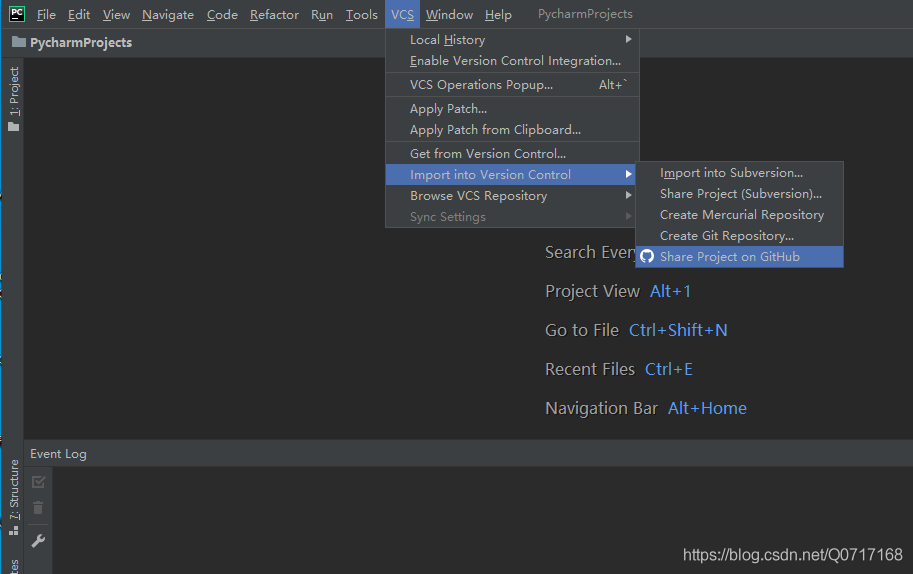 PC File Edit View Navigate Code Refactor Run Tools VCS Window Help PycharmProjects
PycharmProjects
1: Project
Local History
Enable Version Control Integration...
VCS Operations Popup... Alt+`
Apply Patch...
Apply Patch from Clipboard...
Get from Version Control...
Import into Version Control
Browse VCS Repository
Sync Settings
Import into Subversion...
Share Project (Subversion)...
Create Mercurial Repository
Create Git Repository...
Share Project on GitHub
Search Every
Project View Alt+1
Go to File Ctrl+Shift+N
Recent Files Ctrl+E
Navigation Bar Alt+Home
Event Log
7: Structure
https://blog.csdn.net/Q0717168